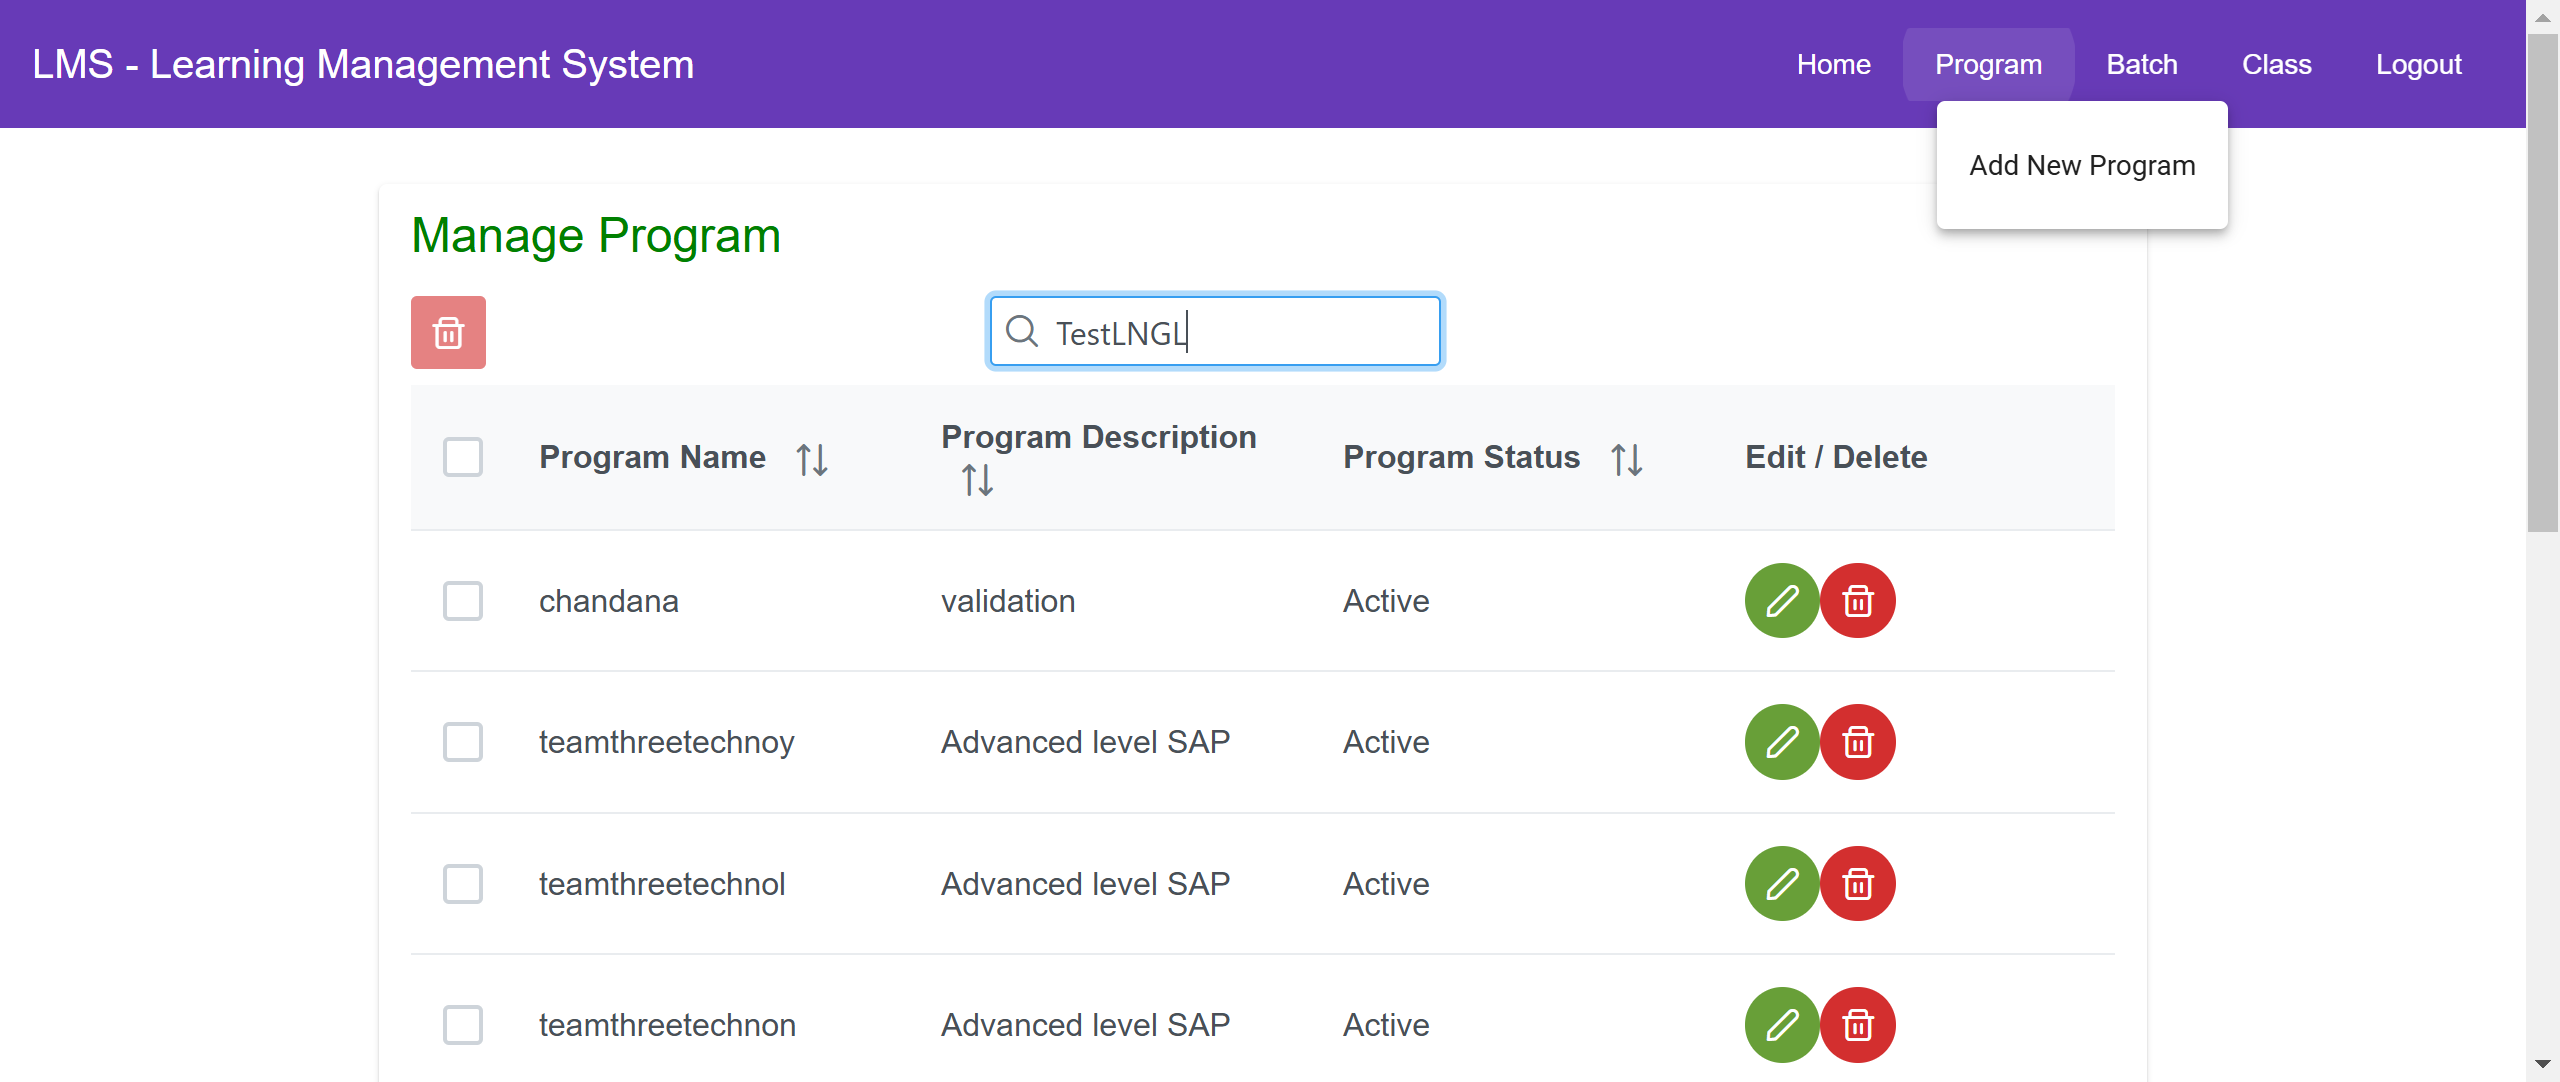 LMS - Learning Management System
Home Program Batch Class Logout
Add New Program
Manage Program
TestLNGL
Program Name Program Description Program Status Edit / Delete
chandana validation Active
teamthreetechnoy Advanced level SAP Active
teamthreetechnol Advanced level SAP Active
teamthreetechnon Advanced level SAP Active